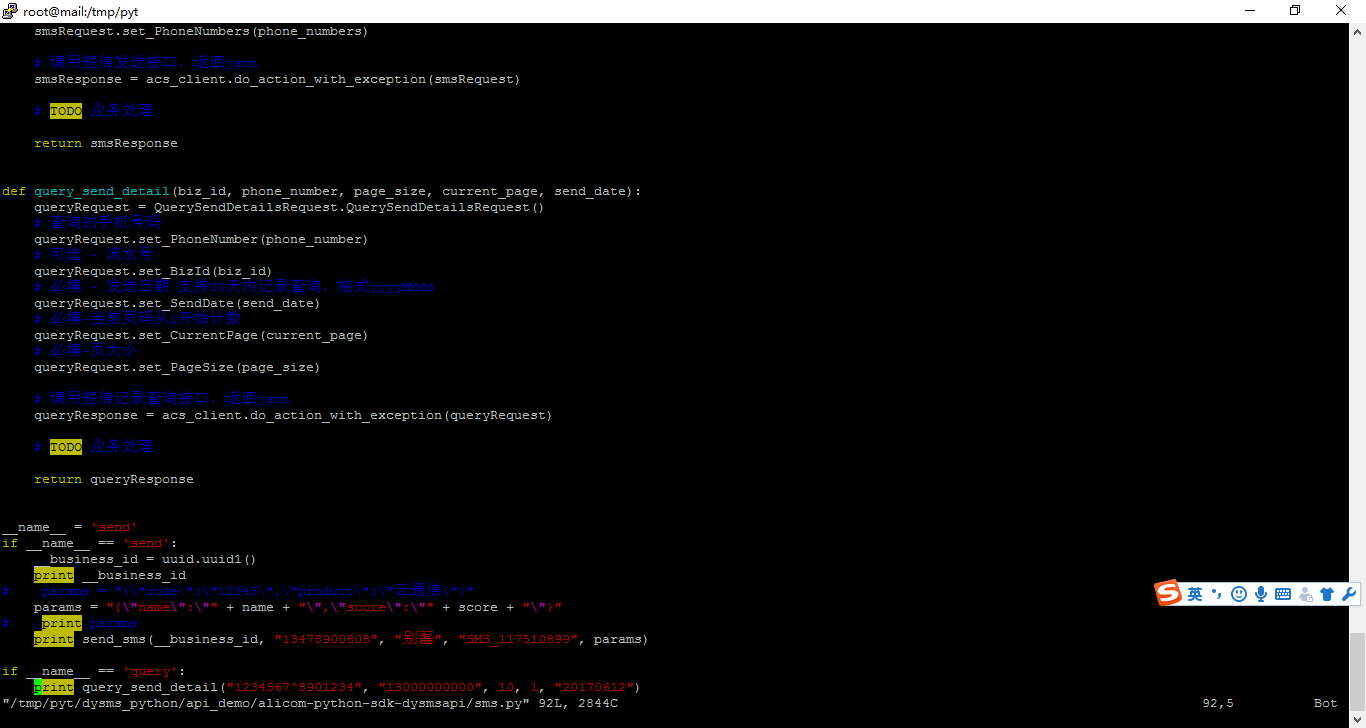 root@mail:/tmp/pyt
smsRequest.set_PhoneNumbers(phone_numbers)
# 调用短信发送接口，返回json
smsResponse = acs_client.do_action_with_exception(smsRequest)
# TODO 业务处理
return smsResponse
def query_send_detail(biz_id, phone_number, page_size, current_page, send_date):
queryRequest = QuerySendDetailsRequest.QuerySendDetailsRequest()
# 查询的手机号码
queryRequest.set_PhoneNumber(phone_number)
# 可选 - 流水号
queryRequest.set_BizId(biz_id)
# 必填 - 发送日期 支持30天内记录查询，格式yyyyMMdd
queryRequest.set_SendDate(send_date)
# 必填-当前页码从1开始计数
queryRequest.set_CurrentPage(current_page)
# 必填-页大小
queryRequest.set_PageSize(page_size)
# 调用短信记录查询接口，返回json
queryResponse = acs_client.do_action_with_exception(queryRequest)
# TODO 业务处理
return queryResponse
__name__ = 'send'
if __name__ == 'send':
__business_id = uuid.uuid1()
print __business_id
#    params = "{\"code\":\"12345\",\"product\":\"云通信\"}"
params = "{\"name\":\"" + name + "\",\"score\":\"" + score + "\"}"
#    print params
print send_sms(__business_id, "13478900808", "别磊", "SMS_117510899", params)
if __name__ == 'query':
print query_send_detail("1234567^8901234", "13000000000", 10, 1, "20170612")
"/tmp/pyt/dysms_python/api_demo/alicom-python-sdk-dysmsapi/sms.py" 92L, 2844C 92,5 Bot
S 英